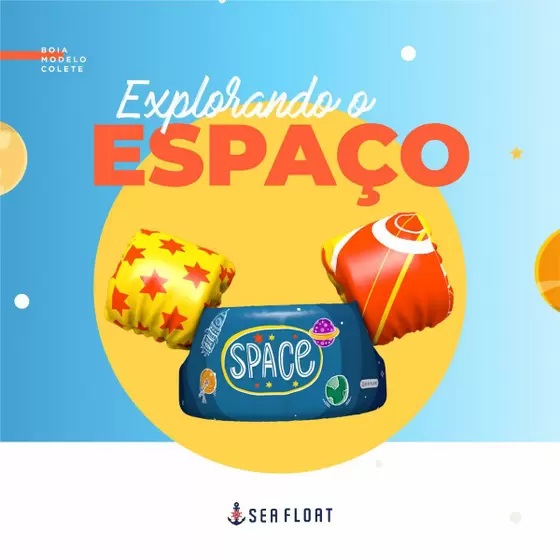 BOIA
MODELO
COLETE
Explorando o
ESPAÇO
SPACE
SEA FLOAT